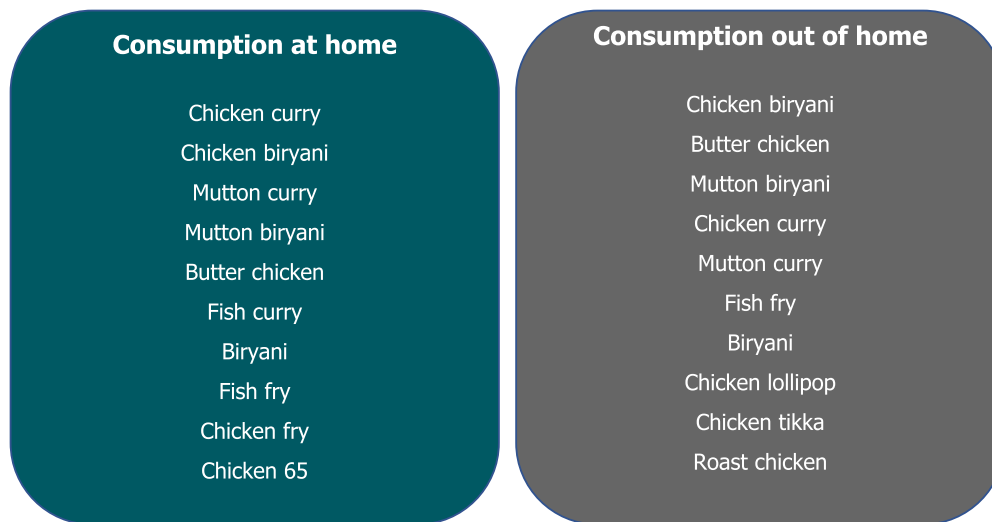 Consumption at home
Chicken curry
Chicken biryani
Mutton curry
Mutton biryani
Butter chicken
Fish curry
Biryani
Fish fry
Chicken fry
Chicken 65
Consumption out of home
Chicken biryani
Butter chicken
Mutton biryani
Chicken curry
Mutton curry
Fish fry
Biryani
Chicken lollipop
Chicken tikka
Roast chicken